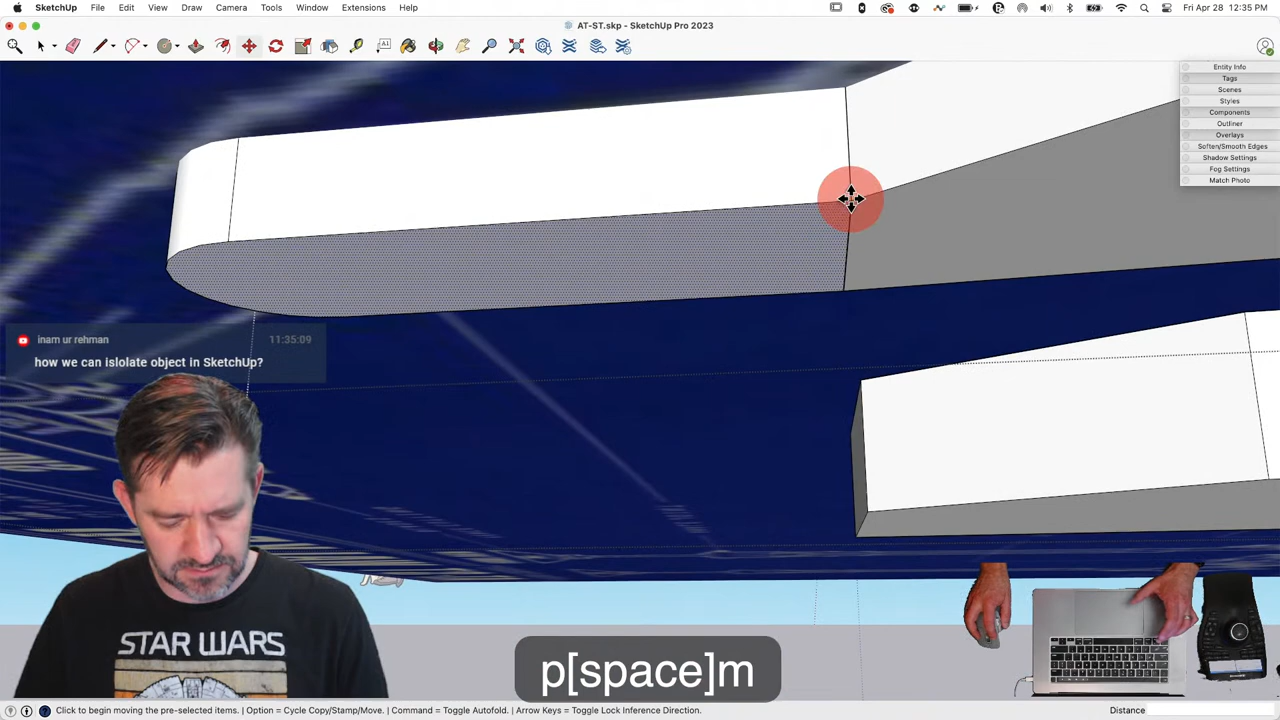 SketchUp File Edit View Draw Camera Tools Window Extensions Help
Fri Apr 28 12:35 PM
AT-ST.skp - SketchUp Pro 2023
Entity Info
Tags
Scenes
Styles
Components
Outliner
Overlays
Soften/Smooth Edges
Shadow Settings
Fog Settings
Match Photo
inam ur rehman 11:35:09
how we can islolate object in SketchUp?
STAR WARS
p[space]m
Click to begin moving the pre-selected items. | Option = Cycle Copy/Stamp/Move. | Command = Toggle Autofold. | Arrow Keys = Toggle Lock Inference Direction.
Distance